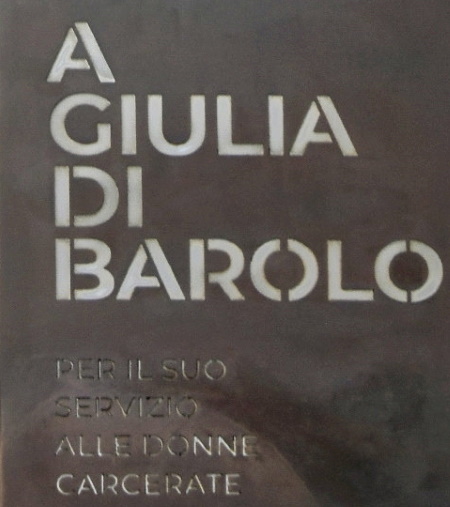 A
GIULIA
DI
BAROLO
PER IL SUO
SERVIZIO
ALLE DONNE
CARCERATE